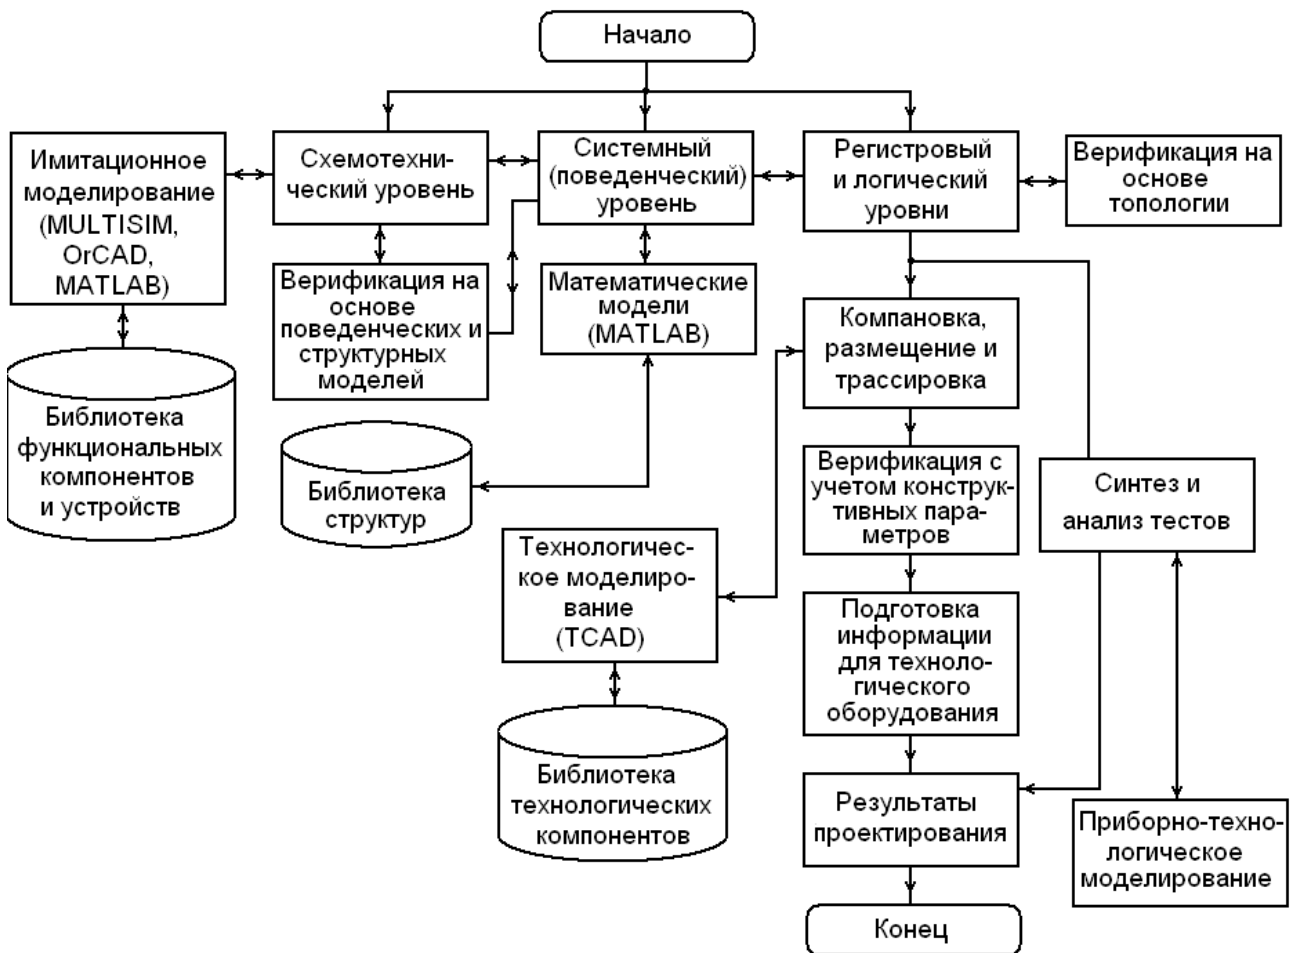 Начало
Имитационное
моделирование
(MULTISIM,
OrCAD,
MATLAB)
Схемотехни-
ческий уровень
Системный
(поведенческий)
уровень
Регистровый
и логический
уровни
Верификация на
основе
топологии
Верификация на
основе
поведенческих и
структурных
моделей
Математические
модели
(MATLAB)
Компановка,
размещение и
трассировка
Библиотека
функциональных
компонентов
и устройств
Библиотека
структур
Верификация с
учетом конструк-
тивных пара-
метров
Синтез и
анализ тестов
Технологичес-
кое модилиро-
вание
(TCAD)
Подготовка
информации
для техноло-
гического
оборудования
Библиотека
технологических
компонентов
Результаты
проектирования
Приборно-техно-
логическое
моделирование
Конец